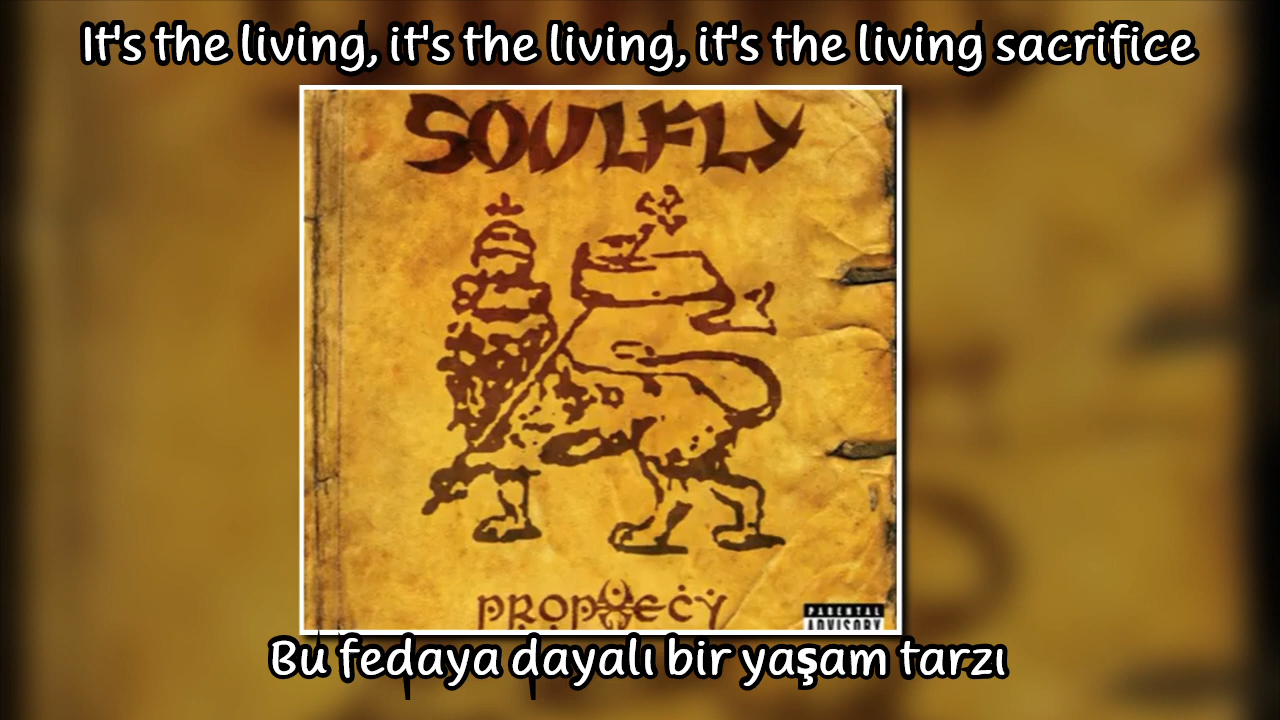 It's the living, it's the living, it's the living sacrifice
SOULFLY
PROPHECY
PARENTAL
ADVISORY
Bu fedaya dayalı bir yaşam tarzı